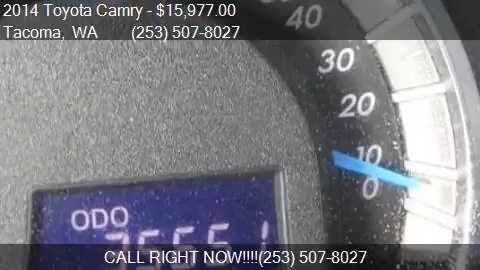 2014 Toyota Camry - $15,977.00
Tacoma, WA (253) 507-8027
40
30
20
10
0
ODO
CALL RIGHT NOW!!!!(253) 507-8027